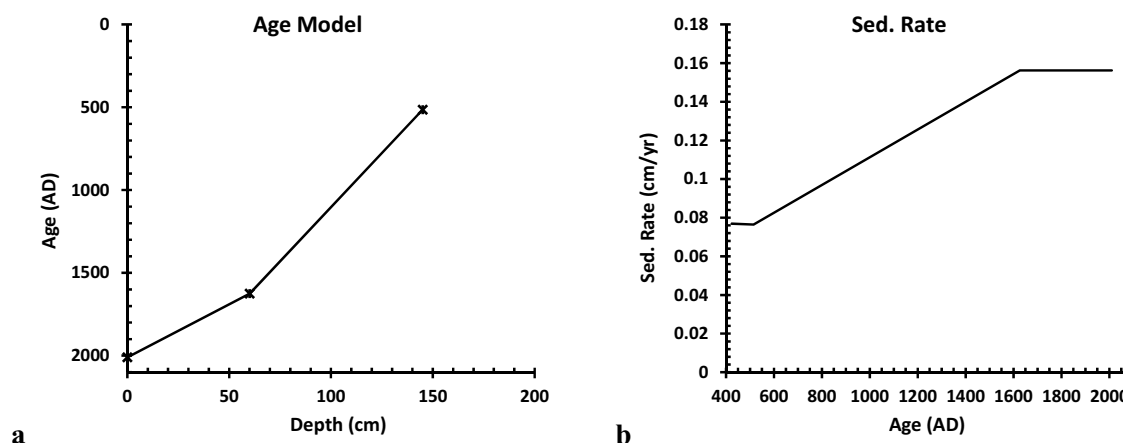 Age Model
0
500
1000
1500
2000
Age (AD)
0 50 100 150 200
Depth (cm)
a
Sed. Rate
0.18
0.16
0.14
0.12
0.1
0.08
0.06
0.04
0.02
0
Sed. Rate (cm/yr)
400 600 800 1000 1200 1400 1600 1800 2000
Age (AD)
b